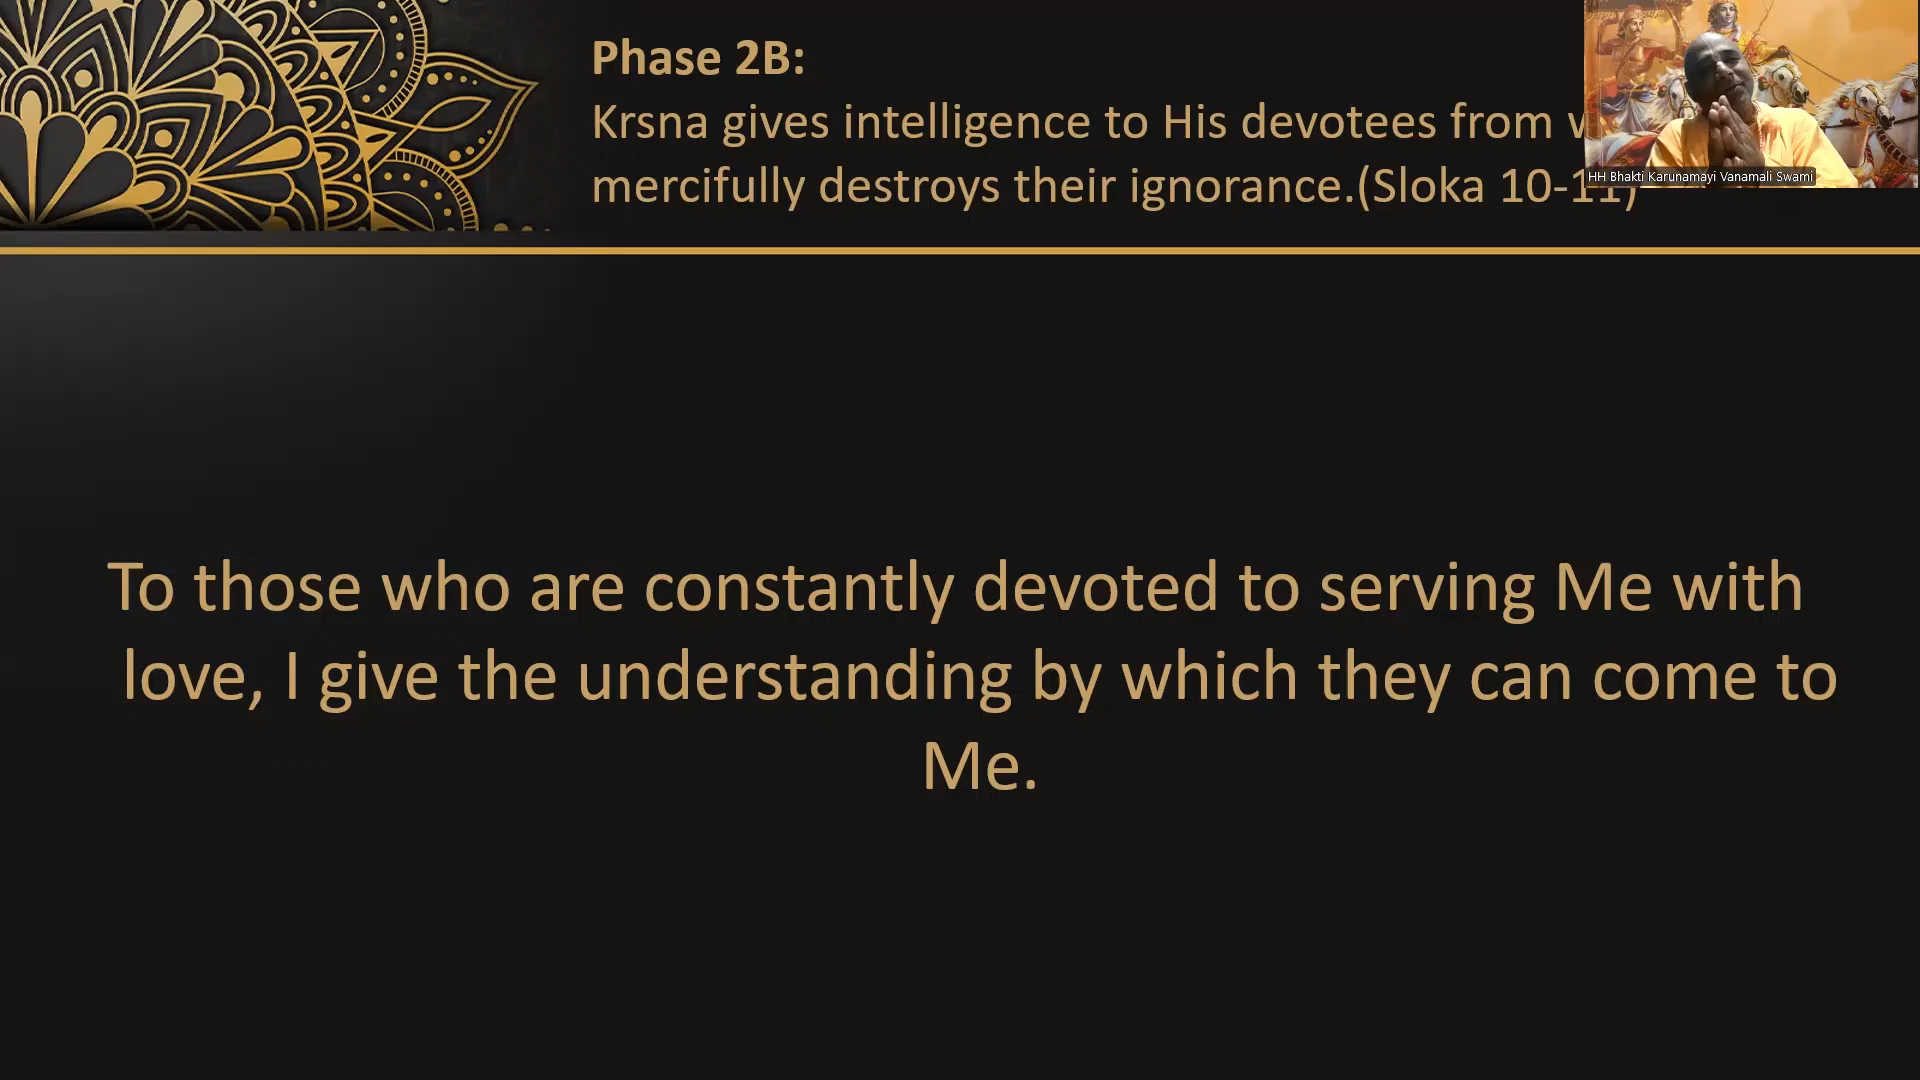 Phase 2B:
Krsna gives intelligence to His devotees from
mercifully destroys their ignorance.(Sloka 10-11)
HH Bhakti Karunamayi Vanamali Swami
To those who are constantly devoted to serving Me with
love, I give the understanding by which they can come to
Me.